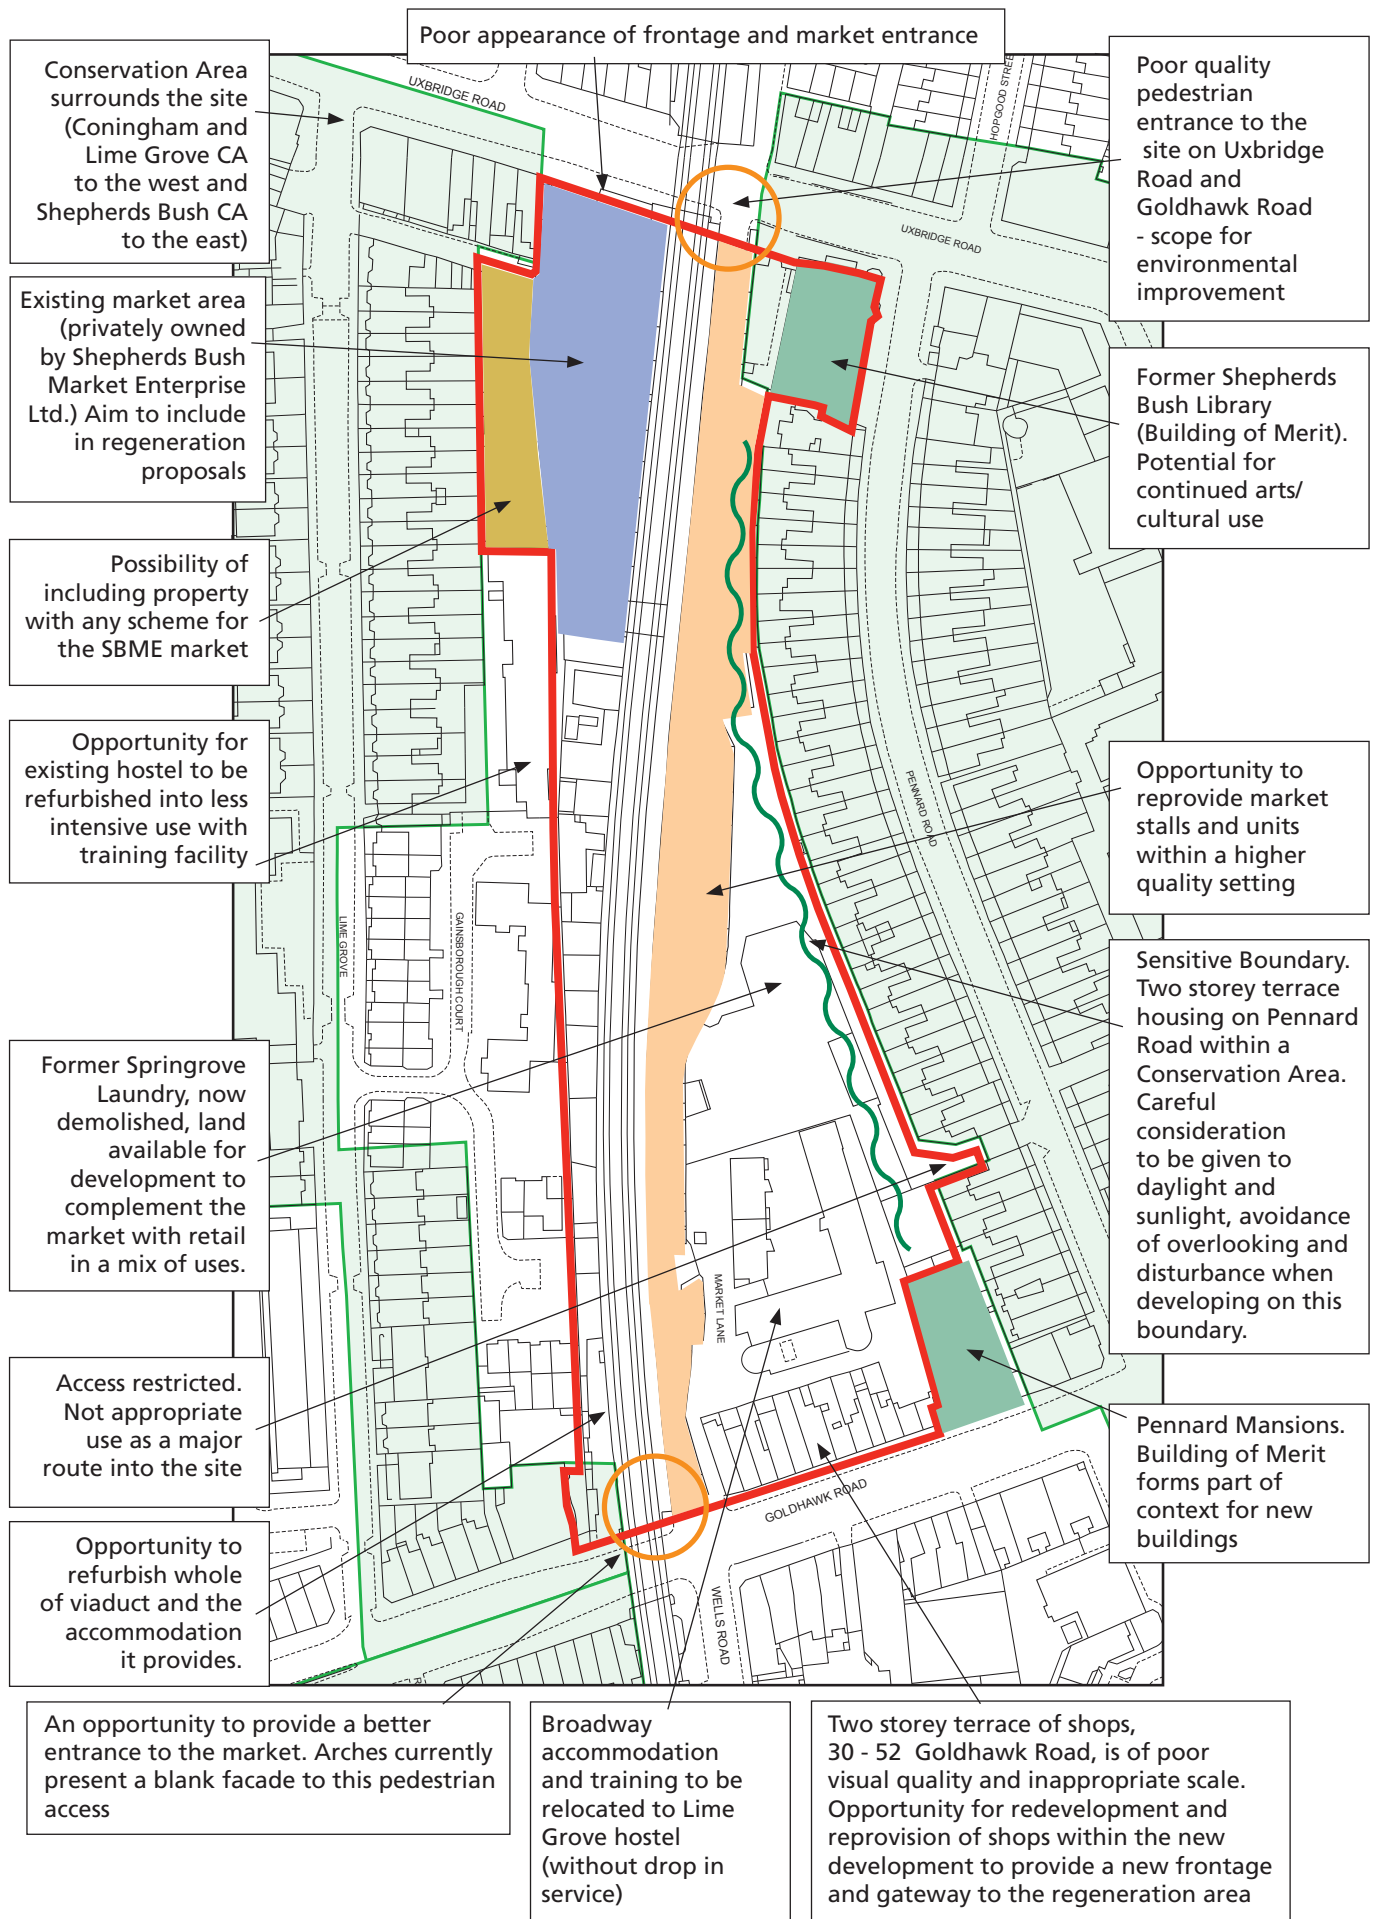 Poor appearance of frontage and market entrance
Conservation Area
surrounds the site
(Coningham and
Lime Grove CA
to the west and
Shepherds Bush CA
to the east)
Existing market area
(privately owned
by Shepherds Bush
Market Enterprise
Ltd.) Aim to include
in regeneration
proposals
Possibility of
including property
with any scheme for
the SBME market
Opportunity for
existing hostel to be
refurbished into less
intensive use with
training facility
Former Springrove
Laundry, now
demolished, land
available for
development to
complement the
market with retail
in a mix of uses.
Access restricted.
Not appropriate
use as a major
route into the site
Opportunity to
refurbish whole
of viaduct and the
accommodation
it provides.
UXBRIDGE ROAD
HOPGOOD STREE
UXBRIDGE ROAD
PENNARD ROAD
LIME GROVE
GAINSBOROUGH COURT
MARKET LANE
GOLDHAWK ROAD
WELLS ROAD
Poor quality
pedestrian
entrance to the
site on Uxbridge
Road and
Goldhawk Road
- scope for
environmental
improvement
Former Shepherds
Bush Library
(Building of Merit).
Potential for
continued arts/
cultural use
Opportunity to
reprovide market
stalls and units
within a higher
quality setting
Sensitive Boundary.
Two storey terrace
housing on Pennard
Road within a
Conservation Area.
Careful
consideration
to be given to
daylight and
sunlight, avoidance
of overlooking and
disturbance when
developing on this
boundary.
Pennard Mansions.
Building of Merit
forms part of
context for new
buildings
An opportunity to provide a better
entrance to the market. Arches currently
present a blank facade to this pedestrian
access
Broadway
accommodation
and training to be
relocated to Lime
Grove hostel
(without drop in
service)
Two storey terrace of shops,
30 - 52 Goldhawk Road, is of poor
visual quality and inappropriate scale.
Opportunity for redevelopment and
reprovision of shops within the new
development to provide a new frontage
and gateway to the regeneration area